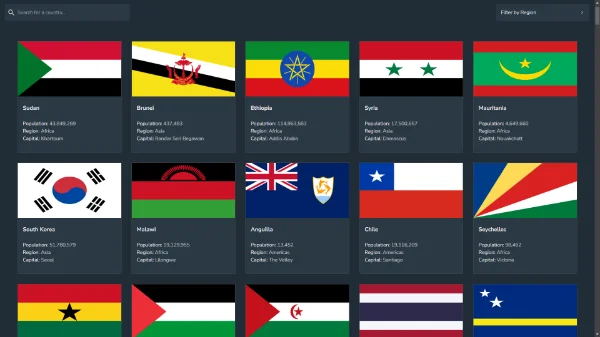 Search for a country...
Filter by Region
Sudan
Population: 43,849,269
Region: Africa
Capital: Khartoum
Brunei
Population: 437,483
Region: Asia
Capital: Bandar Seri Begawan
Ethiopia
Population: 114,963,583
Region: Africa
Capital: Addis Ababa
Syria
Population: 17,500,657
Region: Asia
Capital: Damascus
Mauritania
Population: 4,649,660
Region: Africa
Capital: Nouakchott
South Korea
Population: 51,780,579
Region: Asia
Capital: Seoul
Malawi
Population: 19,129,955
Region: Africa
Capital: Lilongwe
Anguilla
Population: 13,452
Region: Americas
Capital: The Valley
Chile
Population: 19,116,209
Region: Americas
Capital: Santiago
Seychelles
Population: 98,462
Region: Africa
Capital: Victoria